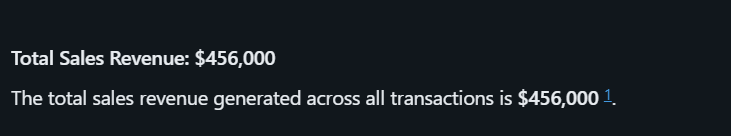 Total Sales Revenue: $456,000
The total sales revenue generated across all transactions is $456,000 1.